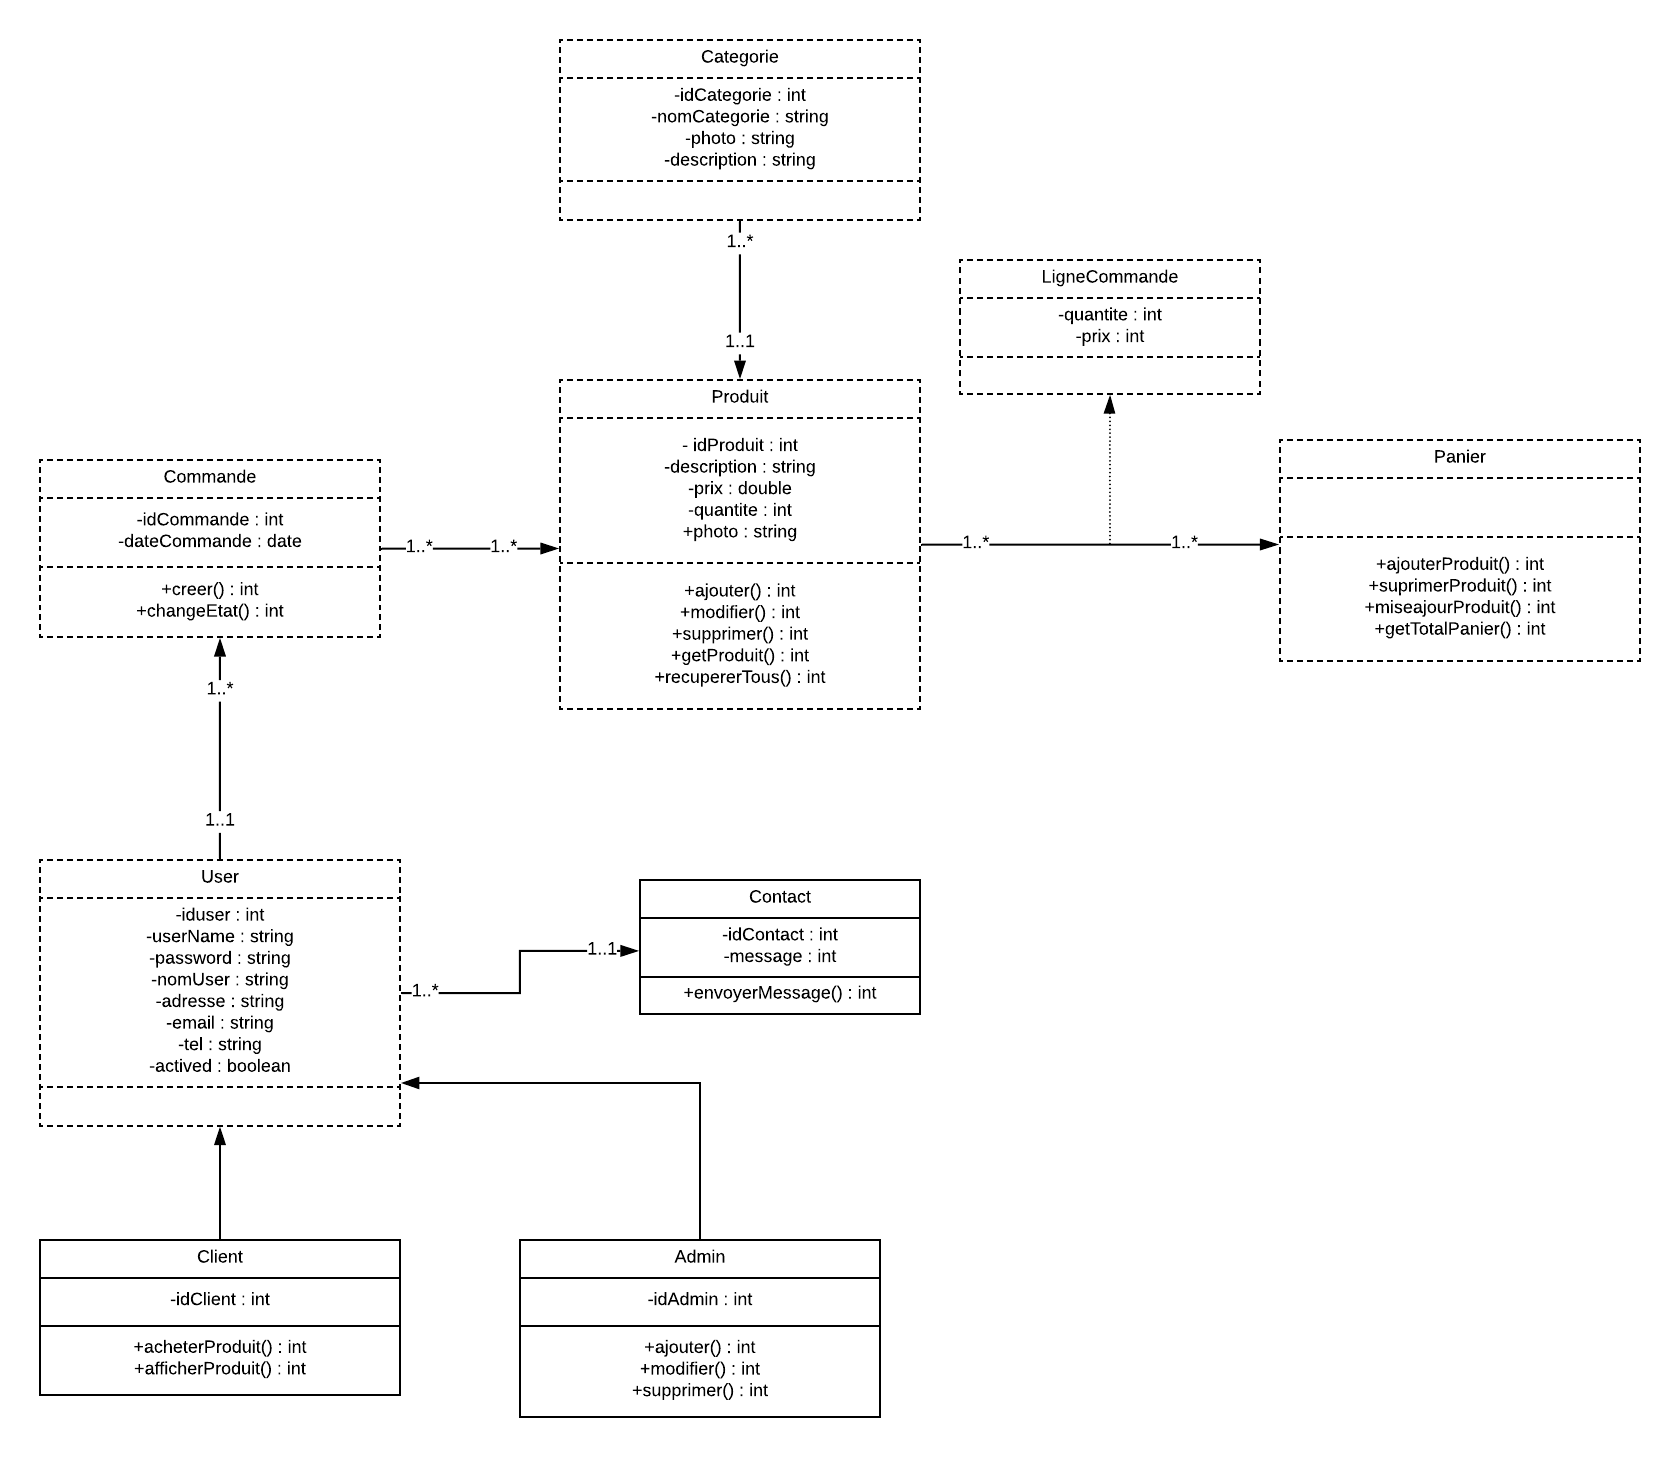 Categorie
-idCategorie : int
-nomCategorie : string
-photo : string
-description : string
1..*
1..1
LigneCommande
-quantite : int
-prix : int
Produit
- idProduit : int
-description : string
-prix : double
-quantite : int
+photo : string
+ajouter() : int
+modifier() : int
+supprimer() : int
+getProduit() : int
+recupererTous() : int
Commande
-idCommande : int
-dateCommande : date
+creer() : int
+changeEtat() : int
1..*
1..*
1..*
1..*
Panier
+ajouterProduit() : int
+suprimerProduit() : int
+miseajourProduit() : int
+getTotalPanier() : int
1..*
1..1
User
-iduser : int
-userName : string
-password : string
-nomUser : string
-adresse : string
-email : string
-tel : string
-actived : boolean
1..*
1..1
Contact
-idContact : int
-message : int
+envoyerMessage() : int
Client
-idClient : int
+acheterProduit() : int
+afficherProduit() : int
Admin
-idAdmin : int
+ajouter() : int
+modifier() : int
+supprimer() : int